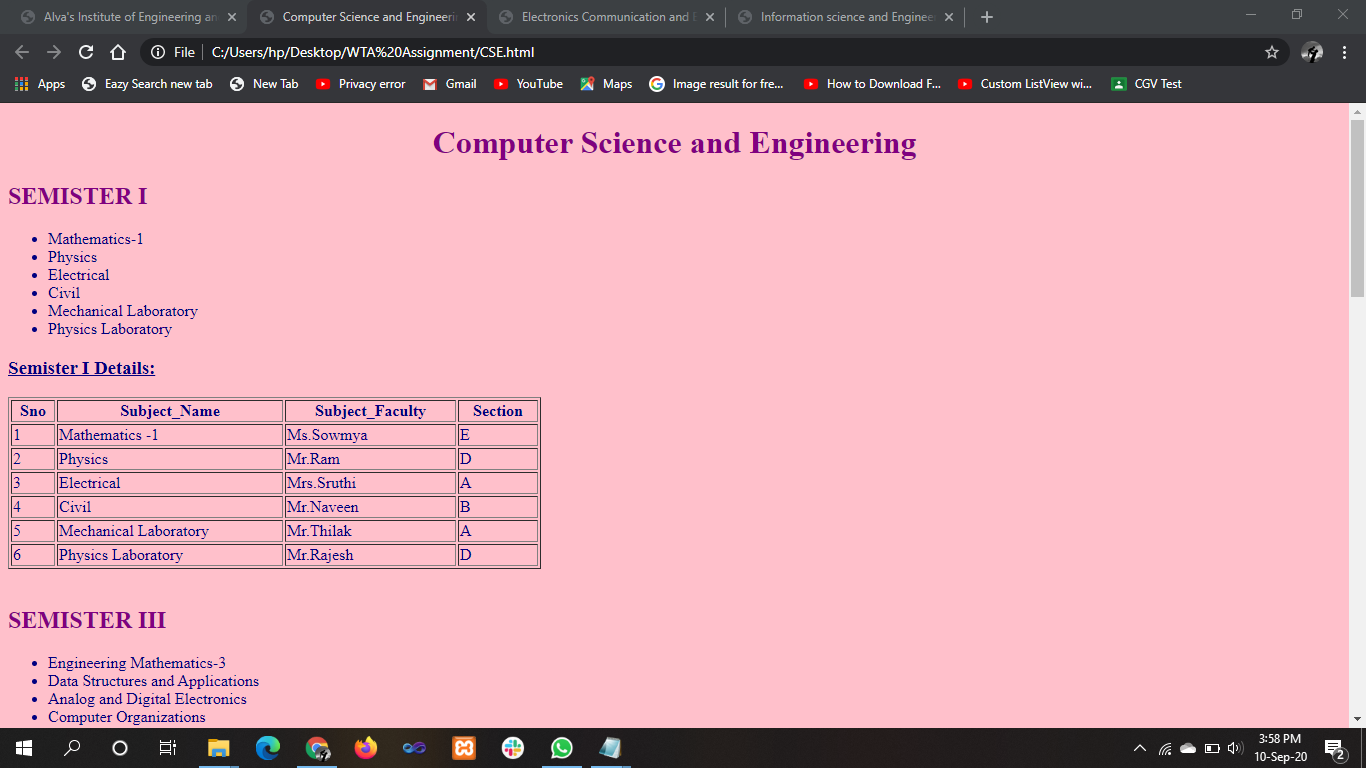 Alva's Institute of Engineering an
Computer Science and Engineerin
Electronics Communication and E
Information science and Enginee
File C:/Users/hp/Desktop/WTA%20Assignment/CSE.html
Apps Eazy Search new tab New Tab Privacy error Gmail YouTube Maps Image result for fre... How to Download F... Custom ListView wi... CGV Test
Computer Science and Engineering
SEMISTER I
Mathematics-1
Physics
Electrical
Civil
Mechanical Laboratory
Physics Laboratory
Semister I Details:
Sno Subject_Name Subject_Faculty Section
1 Mathematics -1 Ms.Sowmya E
2 Physics Mr.Ram D
3 Electrical Mrs.Sruthi A
4 Civil Mr.Naveen B
5 Mechanical Laboratory Mr.Thilak A
6 Physics Laboratory Mr.Rajesh D
SEMISTER III
Engineering Mathematics-3
Data Structures and Applications
Analog and Digital Electronics
Computer Organizations
3:58 PM
10-Sep-20
2